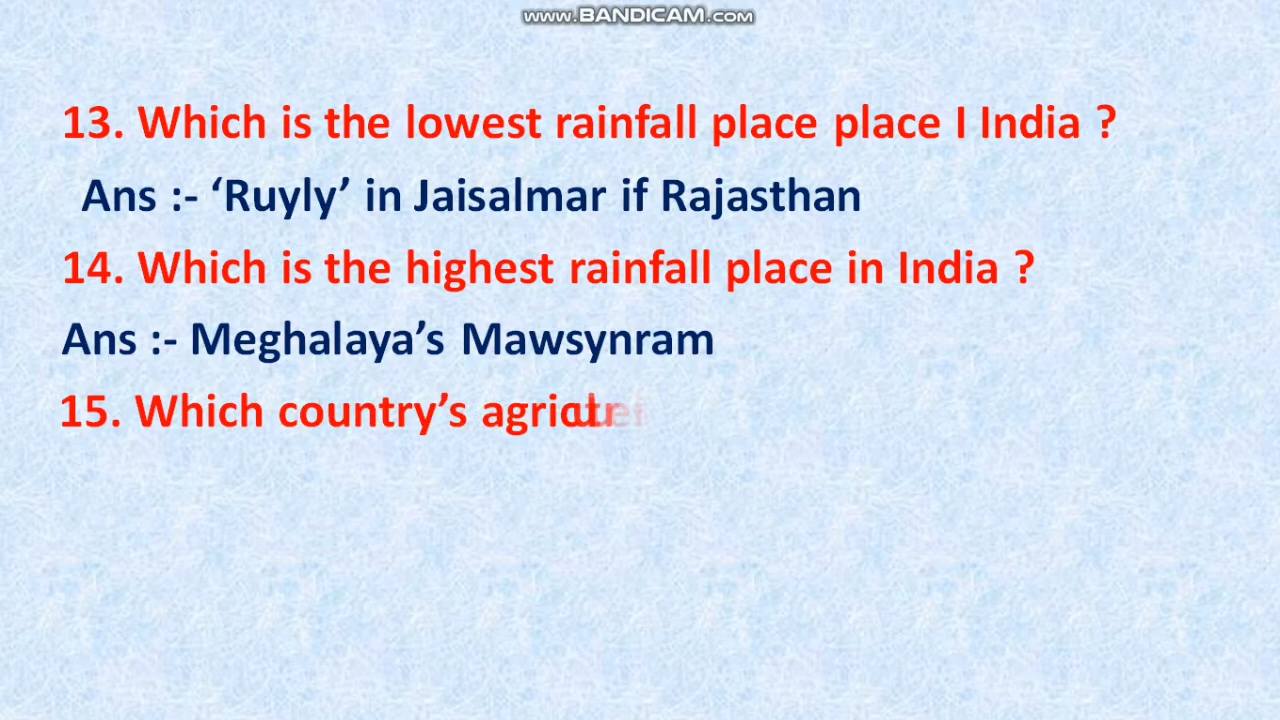 www.BANDICAM.com
13. Which is the lowest rainfall place place I India ?
Ans :- ‘Ruyly’ in Jaisalmar if Rajasthan
14. Which is the highest rainfall place in India ?
Ans :- Meghalaya’s Mawsynram
15. Which country’s